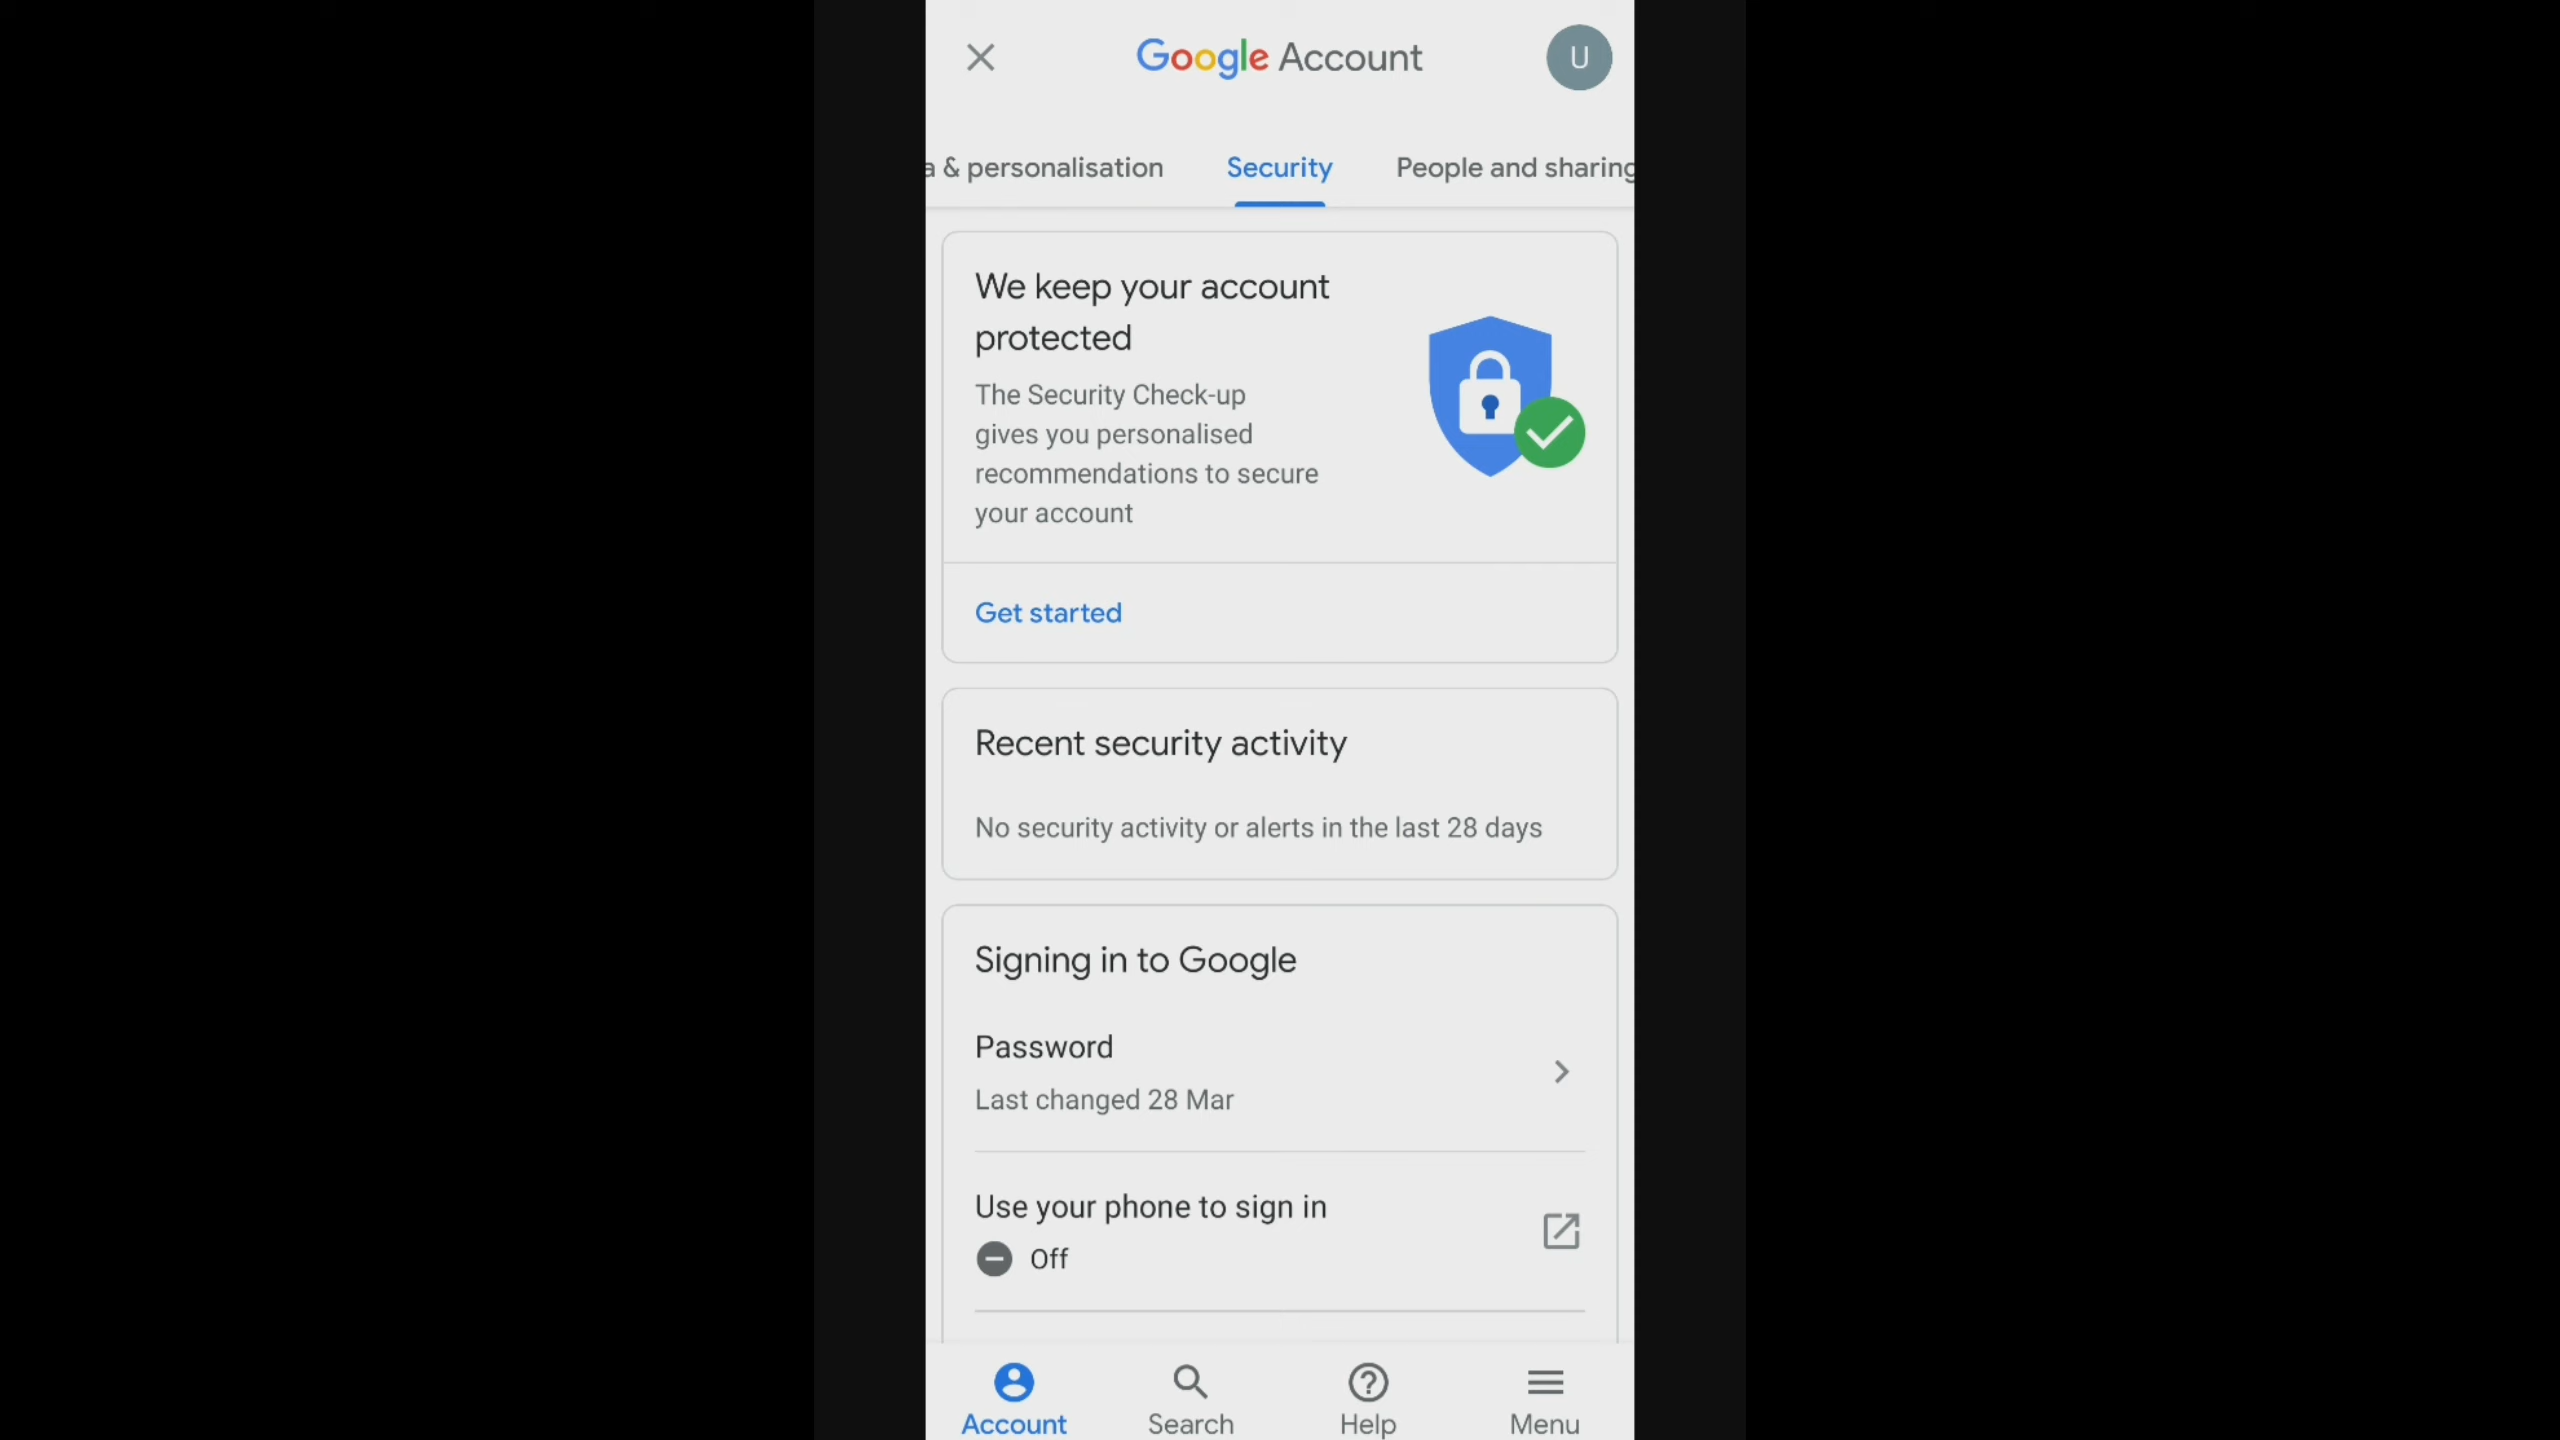 Google Account
U
a & personalisation
Security
People and sharing
We keep your account
protected
The Security Check-up
gives you personalised
recommendations to secure
your account
Get started
Recent security activity
No security activity or alerts in the last 28 days
Signing in to Google
Password
Last changed 28 Mar
Use your phone to sign in
Off
Account
Search
Help
Menu